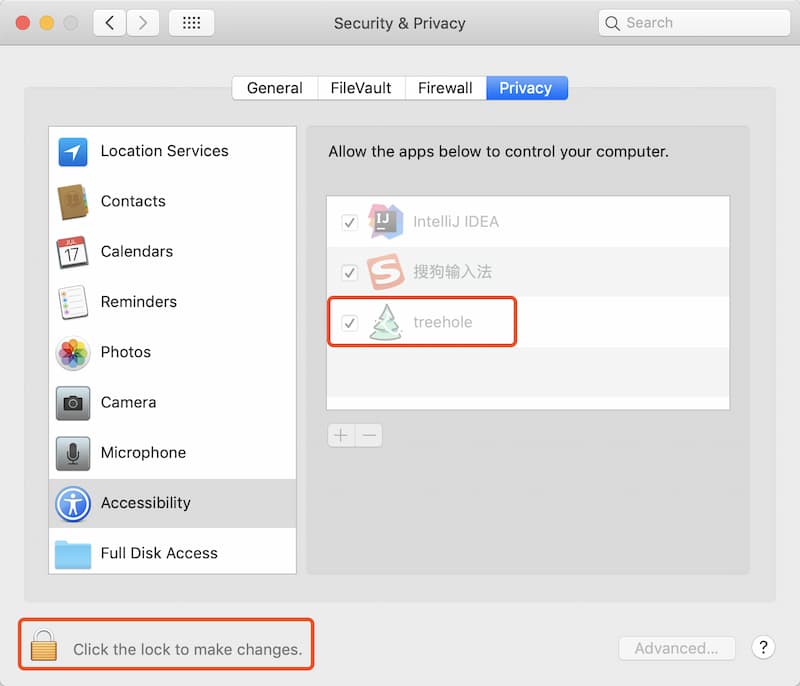 Security & Privacy
Search
General
FileVault
Firewall
Privacy
Location Services
Contacts
JUL
17
Calendars
Reminders
Photos
Camera
Microphone
Accessibility
Full Disk Access
Allow the apps below to control your computer.
IJ
IntelliJ IDEA
S
搜狗输入法
treehole
+
−
Click the lock to make changes.
Advanced...
?